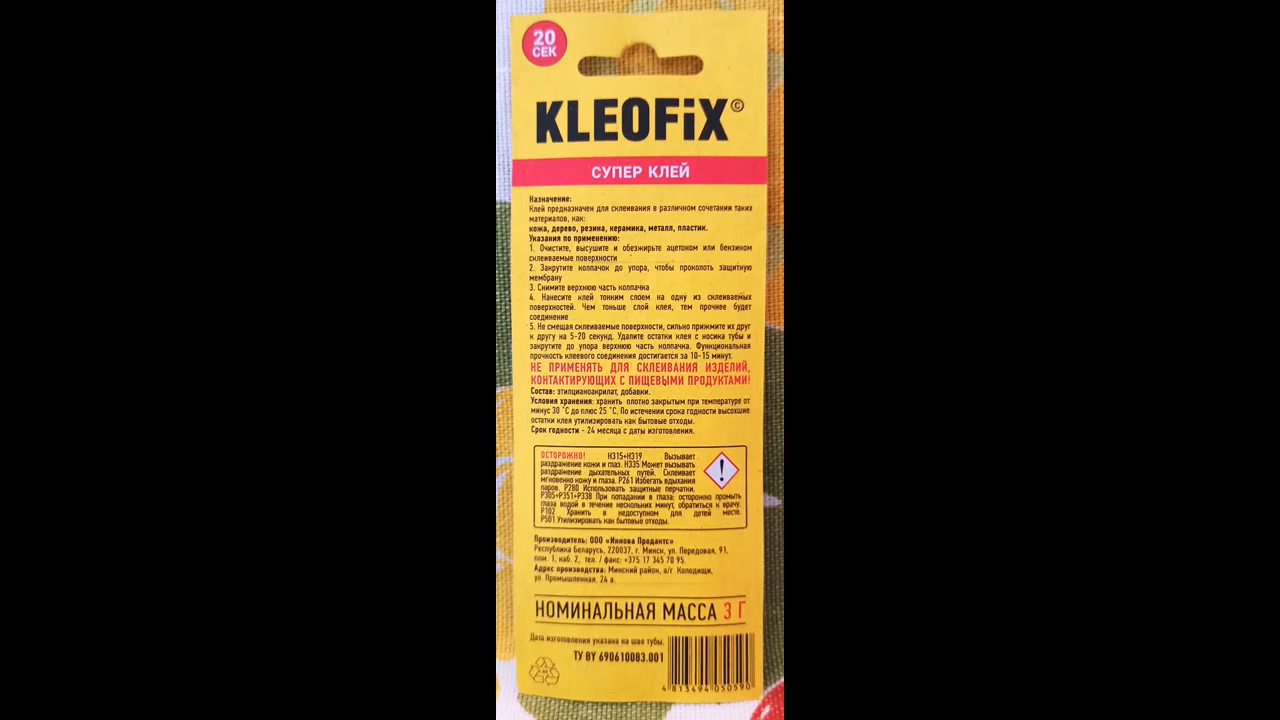 20
СЕК
KLEOFiX©
СУПЕР КЛЕЙ
Назначение:
Клей предназначен для склеивания в различном сочетании таких
материалов, как:
кожа, дерево, резина, керамика, металл, пластик.
Указания по применению:
1. Очистите, высушите и обезжирьте ацетоном или бензином
склеиваемые поверхности
2. Закрутите колпачок до упора, чтобы проколоть защитную
мембрану
3. Снимите верхнюю часть колпачка
4. Нанесите клей тонким слоем на одну из склеиваемых
поверхностей. Чем тоньше слой клея, тем прочнее будет
соединение
5. Не смещая склеиваемые поверхности, сильно прижмите их друг
к другу на 5-20 секунд. Удалите остатки клея с носика тубы и
закрутите до упора верхнюю часть колпачка. Функциональная
прочность клеевого соединения достигается за 10-15 минут.
НЕ ПРИМЕНЯТЬ ДЛЯ СКЛЕИВАНИЯ ИЗДЕЛИЙ,
КОНТАКТИРУЮЩИХ С ПИЩЕВЫМИ ПРОДУКТАМИ!
Состав: этилцианоакрилат, добавки.
Условия хранения: хранить плотно закрытым при температуре от
минус 30 °С до плюс 25 °С. По истечении срока годности высохшие
остатки клея утилизировать как бытовые отходы.
Срок годности - 24 месяца с даты изготовления.
ОСТОРОЖНО! H315+H319 Вызывает
раздражение кожи и глаз. H335 Может вызывать
раздражение дыхательных путей. Склеивает
мгновенно кожу и глаза. P261 Избегать вдыхания
паров. P280 Использовать защитные перчатки.
P305+P351+P338 При попадании в глаза: осторожно промыть
глаза водой в течение нескольких минут, обратиться к врачу.
P102 Хранить в недоступном для детей месте.
P501 Утилизировать как бытовые отходы.
Производитель: ООО «Иннова Продактс»
Республика Беларусь, 220037, г. Минск, ул. Передовая, 91,
пом. 1, каб. 2, тел. / факс: +375 17 345 70 95.
Адрес производства: Минский район, а/г Колодищи,
ул. Промышленная, 24 а.
НОМИНАЛЬНАЯ МАССА 3 Г
Дата изготовления указана на шве тубы.
ТУ BY 690610083.001
4 813494 050590